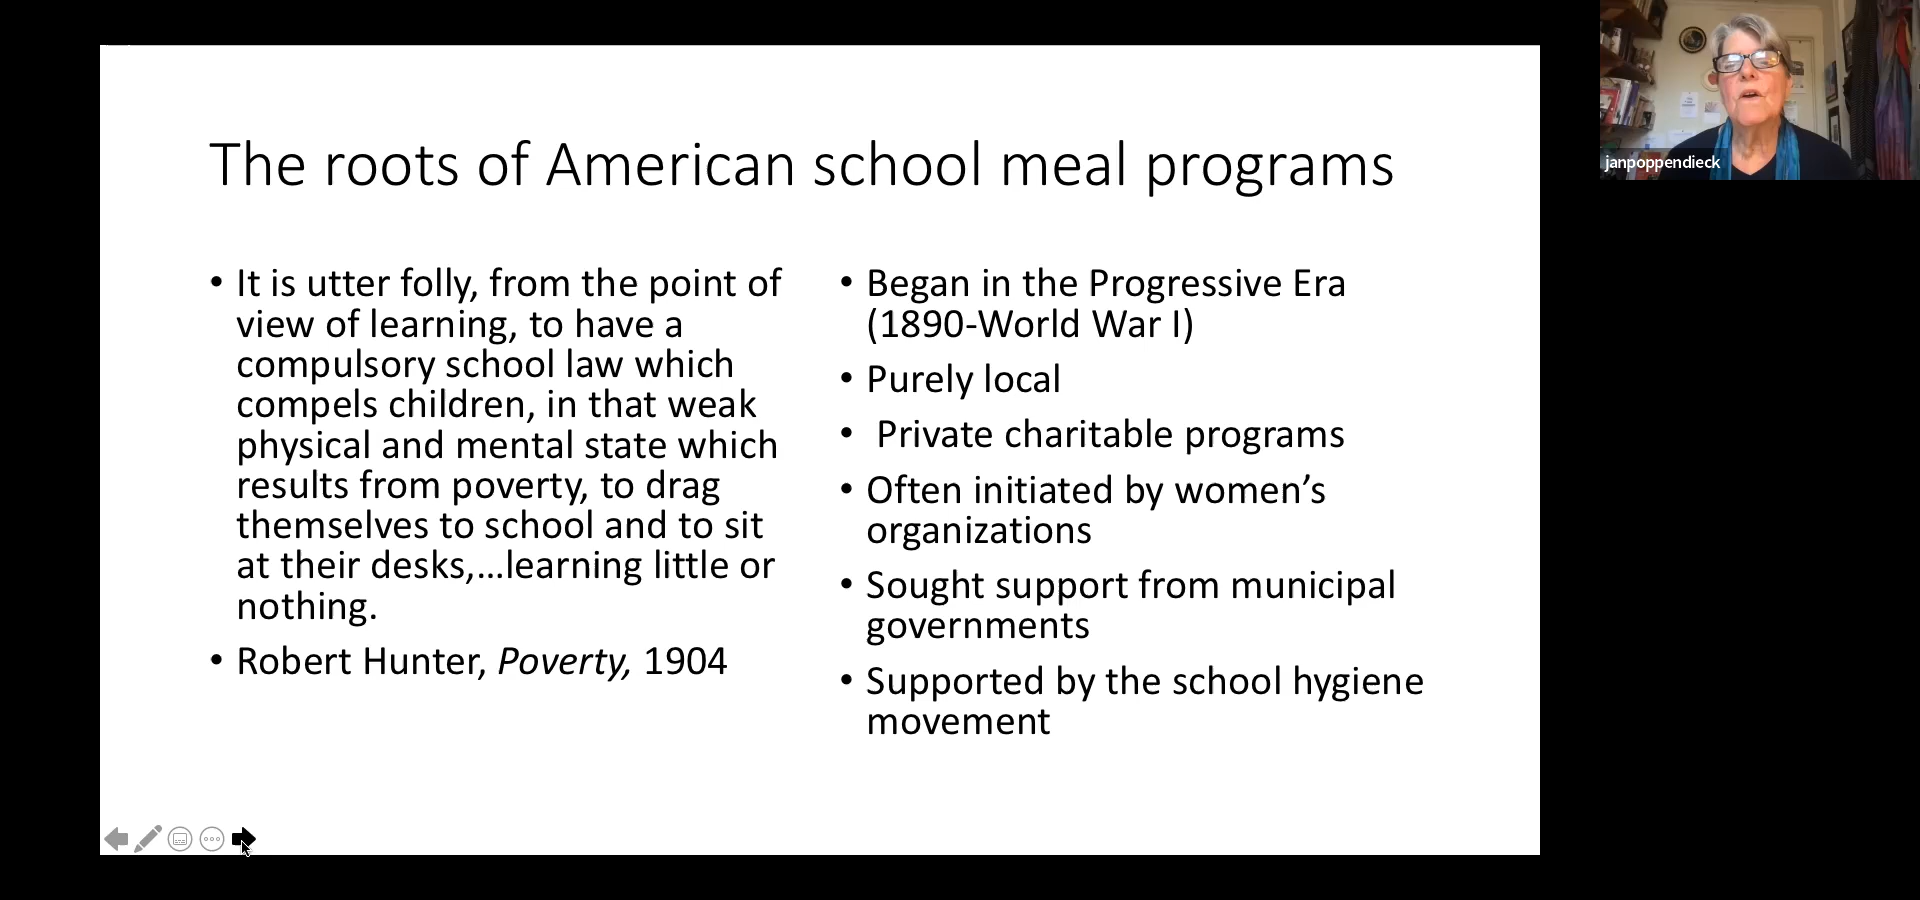 The roots of American school meal programs
• It is utter folly, from the point of
view of learning, to have a
compulsory school law which
compels children, in that weak
physical and mental state which
results from poverty, to drag
themselves to school and to sit
at their desks,...learning little or
nothing.
• Robert Hunter, Poverty, 1904
• Began in the Progressive Era
(1890-World War I)
• Purely local
• Private charitable programs
• Often initiated by women’s
organizations
• Sought support from municipal
governments
• Supported by the school hygiene
movement
janpoppendieck